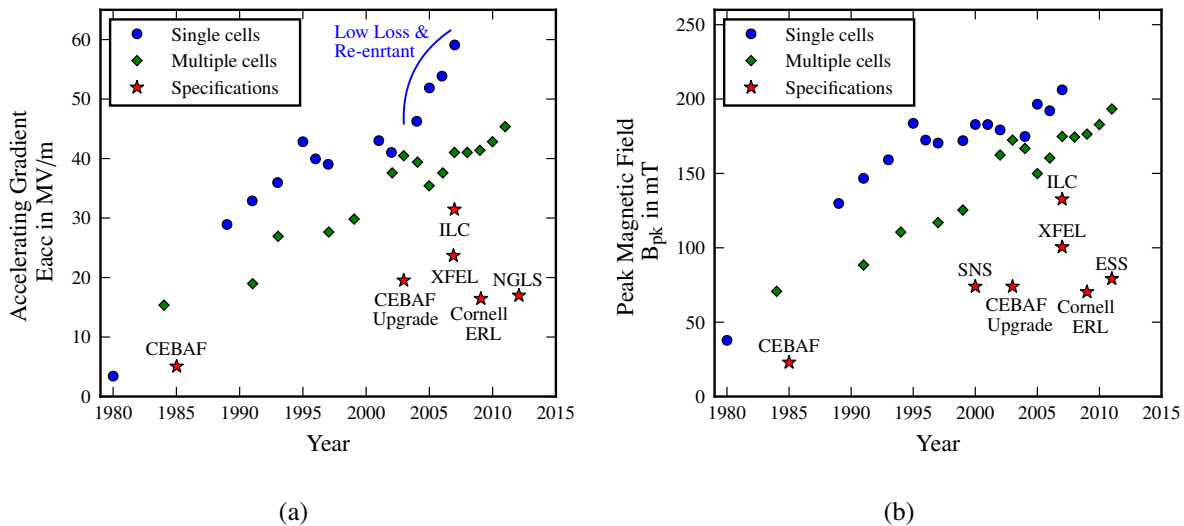 60
50
40
30
20
10
0
Accelerating Gradient
Eacc in MV/m
Single cells
Multiple cells
Specifications
Low Loss &
Re-enrtant
ILC
XFEL
NGLS
CEBAF
Upgrade
Cornell
ERL
CEBAF
1980 1985 1990 1995 2000 2005 2010 2015
Year
(a)
250
200
150
100
50
0
Peak Magnetic Field
B_pk in mT
Single cells
Multiple cells
Specifications
ILC
XFEL
SNS
ESS
CEBAF
Upgrade
Cornell
ERL
CEBAF
1980 1985 1990 1995 2000 2005 2010 2015
Year
(b)